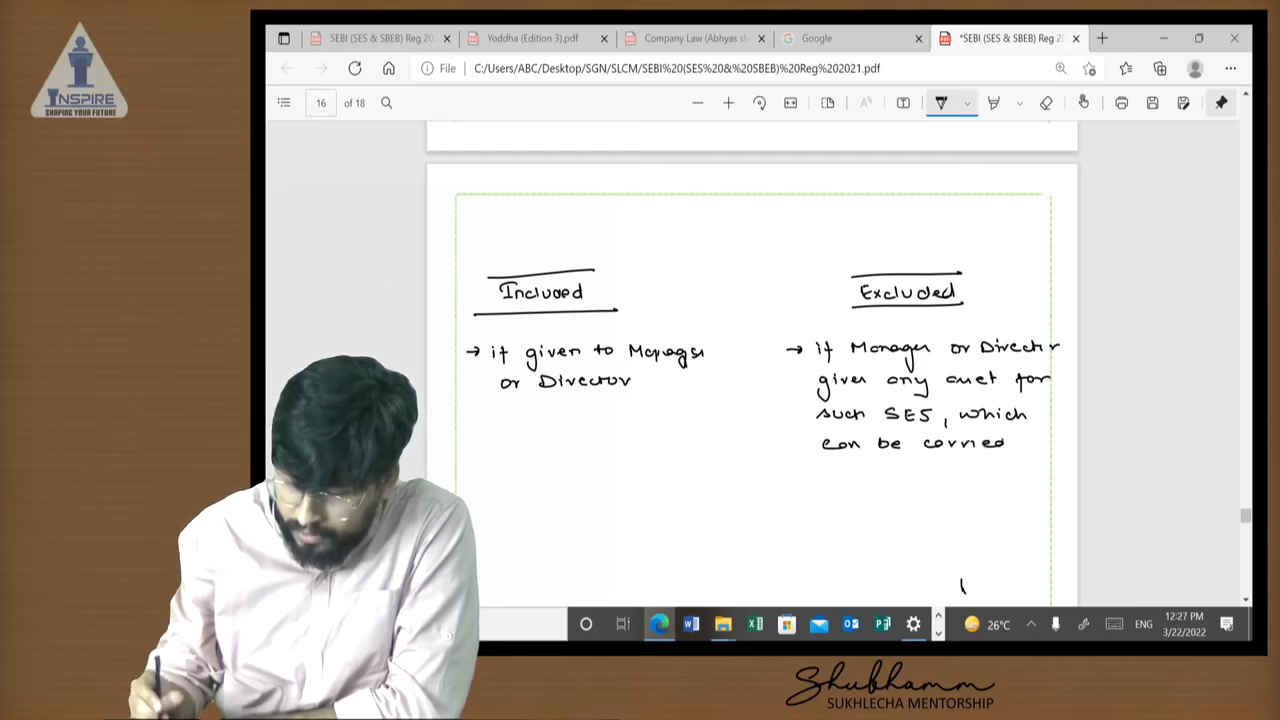 INSPIRE
SHAPING YOUR FUTURE
SEBI (SES & SBEB) Reg 20
Yoddha (Edition 3).pdf
Company Law (Abhyas sh
Google
*SEBI (SES & SBEB) Reg 2
File
C:/Users/ABC/Desktop/SGN/SLCM/SEBI%20(SES%20&%20SBEB)%20Reg%202021.pdf
16 of 18
Included
Excluded
→ if given to Manager
or Director
→ if Manager or Director
given any amt for
such SES, which
can be carried
26°C
ENG
12:27 PM
3/22/2022
Shubhamm
SUKHLECHA MENTORSHIP